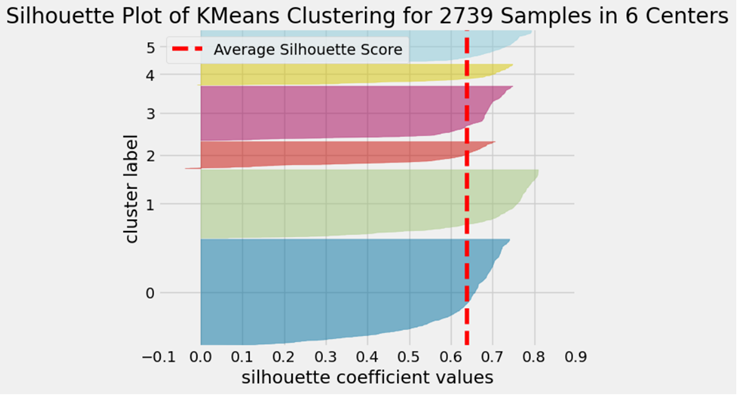 Silhouette Plot of KMeans Clustering for 2739 Samples in 6 Centers
Average Silhouette Score
5
4
3
2
1
0
cluster label
−0.1 0.0 0.1 0.2 0.3 0.4 0.5 0.6 0.7 0.8 0.9
silhouette coefficient values